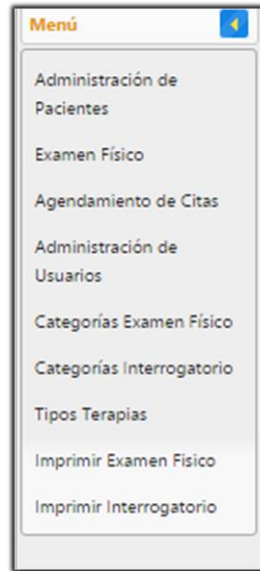 Menú
Administración de
Pacientes
Examen Físico
Agendamiento de Citas
Administración de
Usuarios
Categorías Examen Físico
Categorías Interrogatorio
Tipos Terapias
Imprimir Examen Fisico
Imprimir Interrogatorio